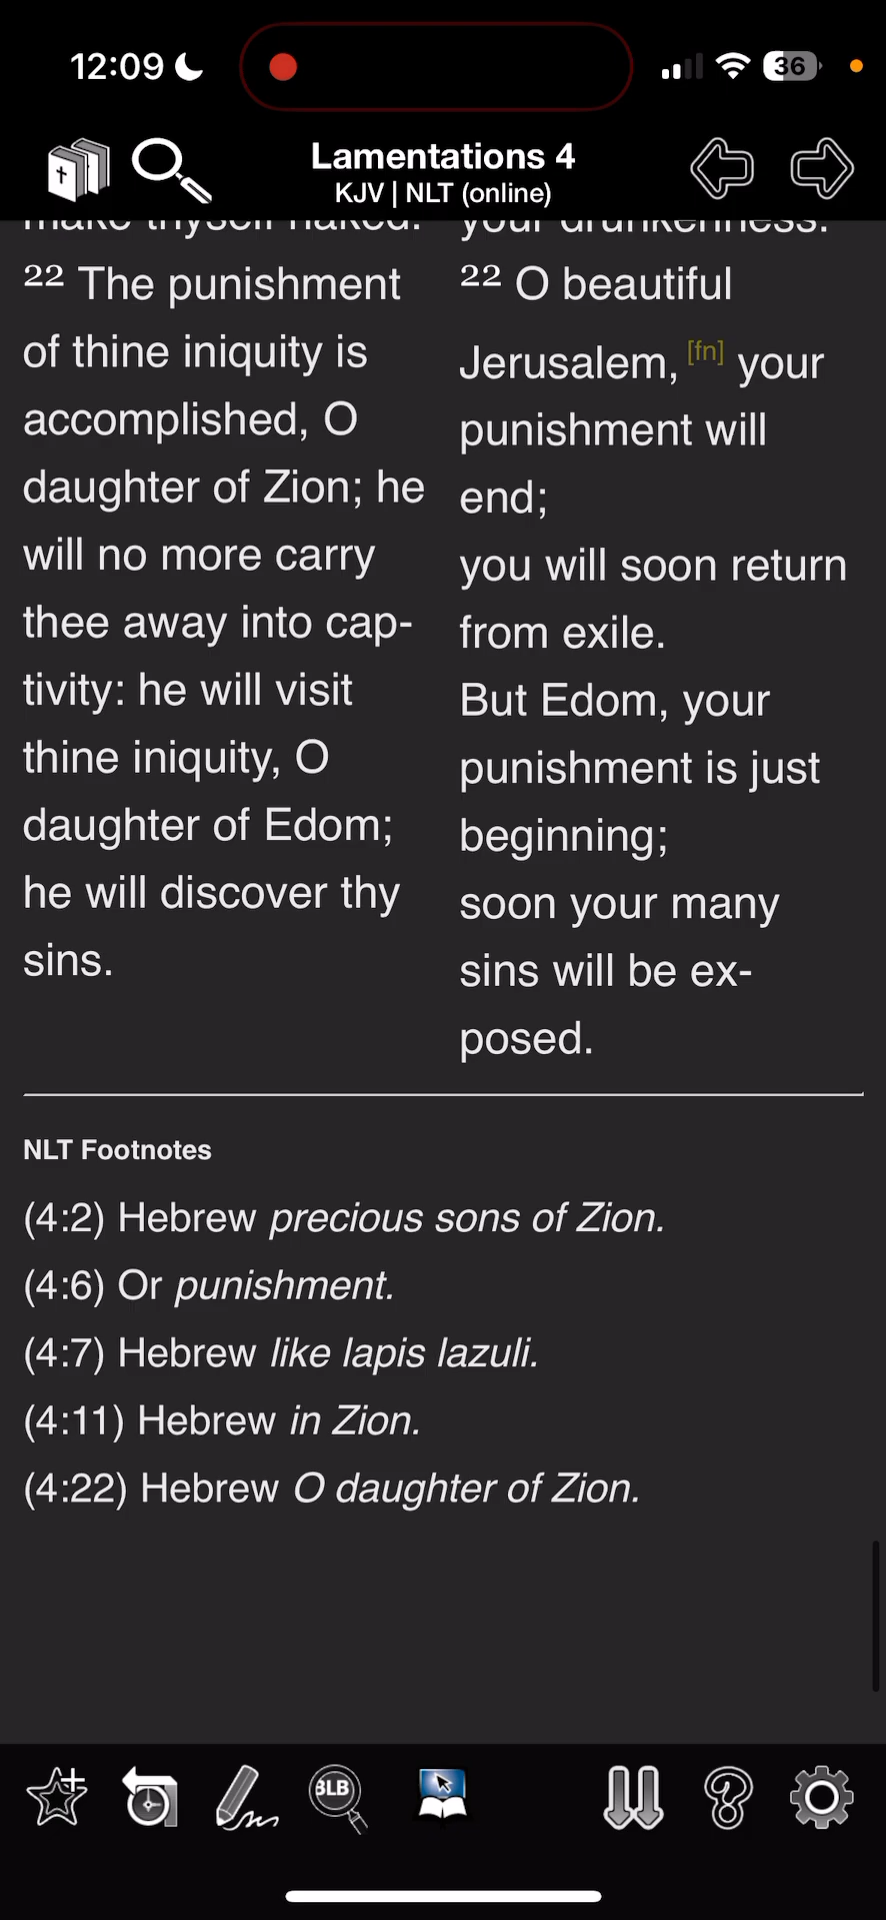 12:09
36
Lamentations 4
KJV | NLT (online)
make thyself naked.
22 The punishment
of thine iniquity is
accomplished, O
daughter of Zion; he
will no more carry
thee away into cap-
tivity: he will visit
thine iniquity, O
daughter of Edom;
he will discover thy
sins.
your drunkenness.
22 O beautiful
Jerusalem, [fn] your
punishment will
end;
you will soon return
from exile.
But Edom, your
punishment is just
beginning;
soon your many
sins will be ex-
posed.
NLT Footnotes
(4:2) Hebrew precious sons of Zion.
(4:6) Or punishment.
(4:7) Hebrew like lapis lazuli.
(4:11) Hebrew in Zion.
(4:22) Hebrew O daughter of Zion.
BLB